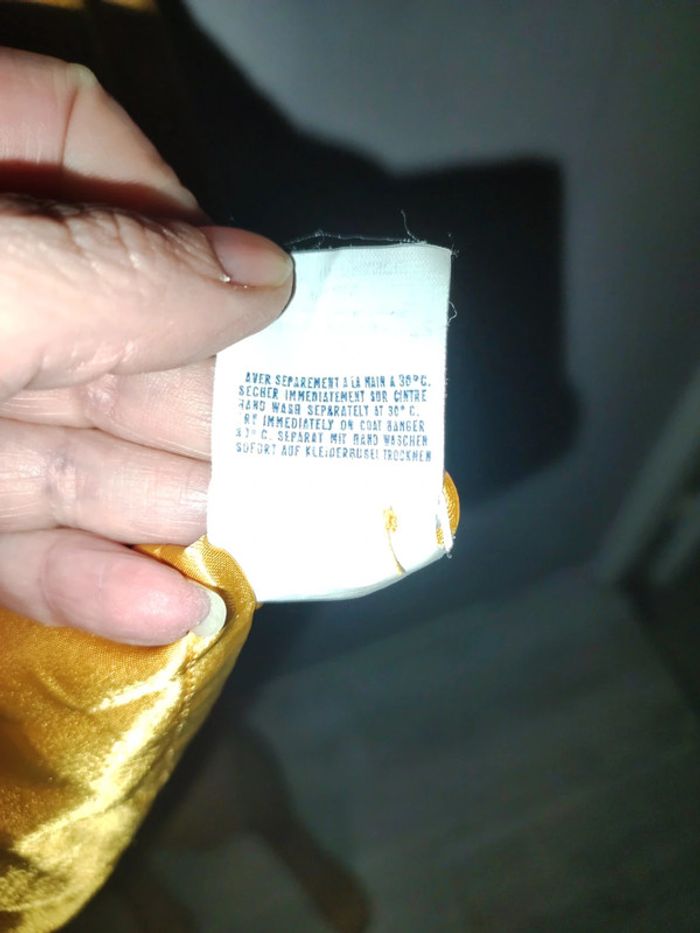 AVER SEPAREMENT A LA MAIN A 30° C.
SECHER IMMEDIATEMENT SUR CINTRE
HAND WASH SEPARATELY AT 30° C.
RY IMMEDIATELY ON COAT HANGER
30° C. SEPARAT MIT HAND WASCHEN
SOFORT AUF KLEIDERBUGEL TROCKNEN